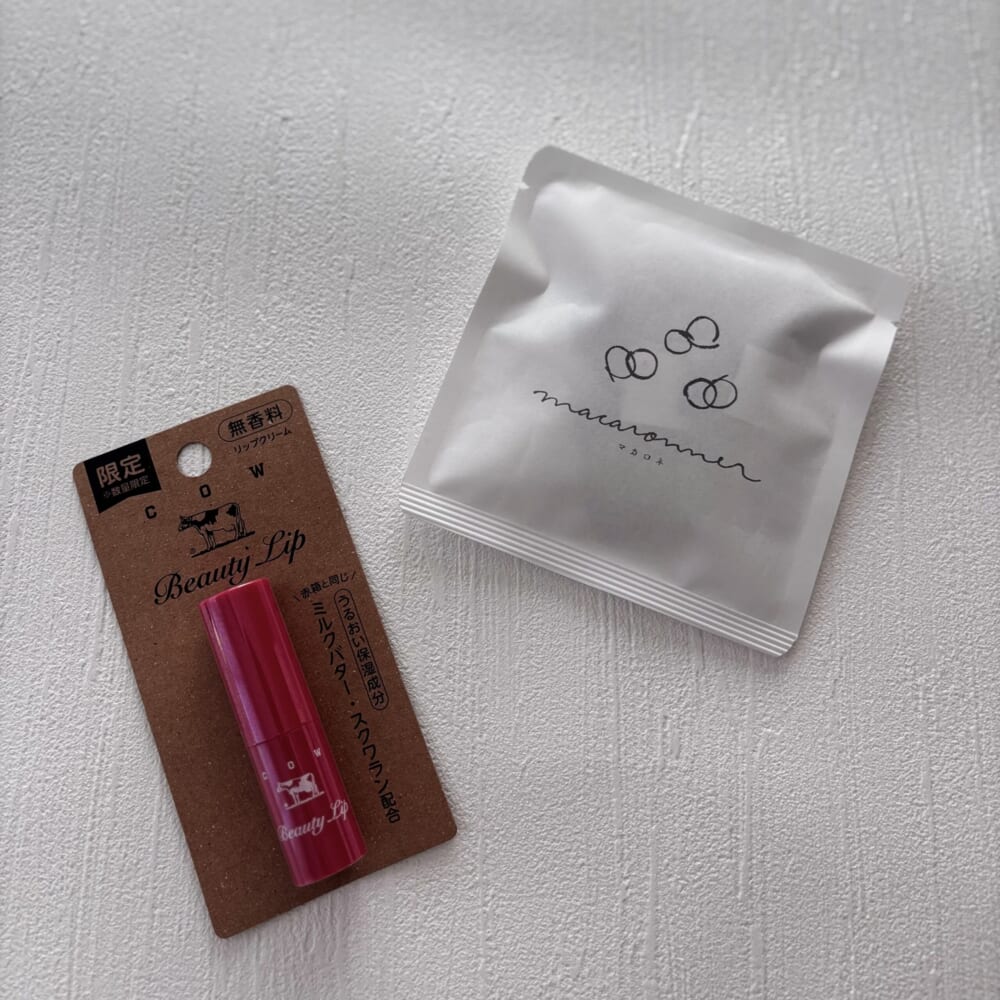 限定
※数量限定
無香料
リップクリーム
COW
Beauty Lip
\赤箱と同じ/
うるおい保湿成分
ミルクバター・スクワラン配合
COW
Beauty Lip
macaronner
マカロネ